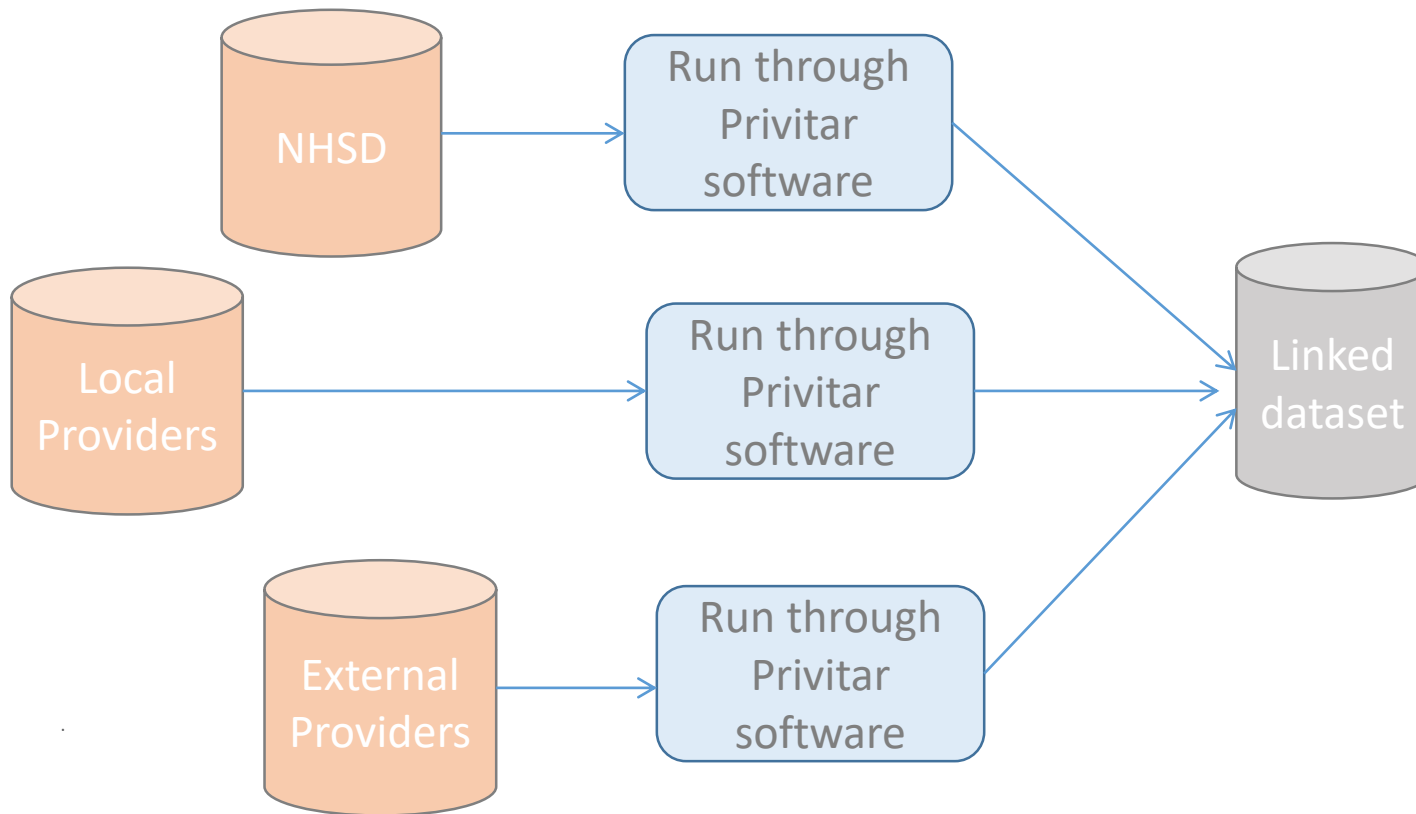 NHSD
Run through
Privitar
software
Local
Providers
Run through
Privitar
software
Linked
dataset
External
Providers
Run through
Privitar
software